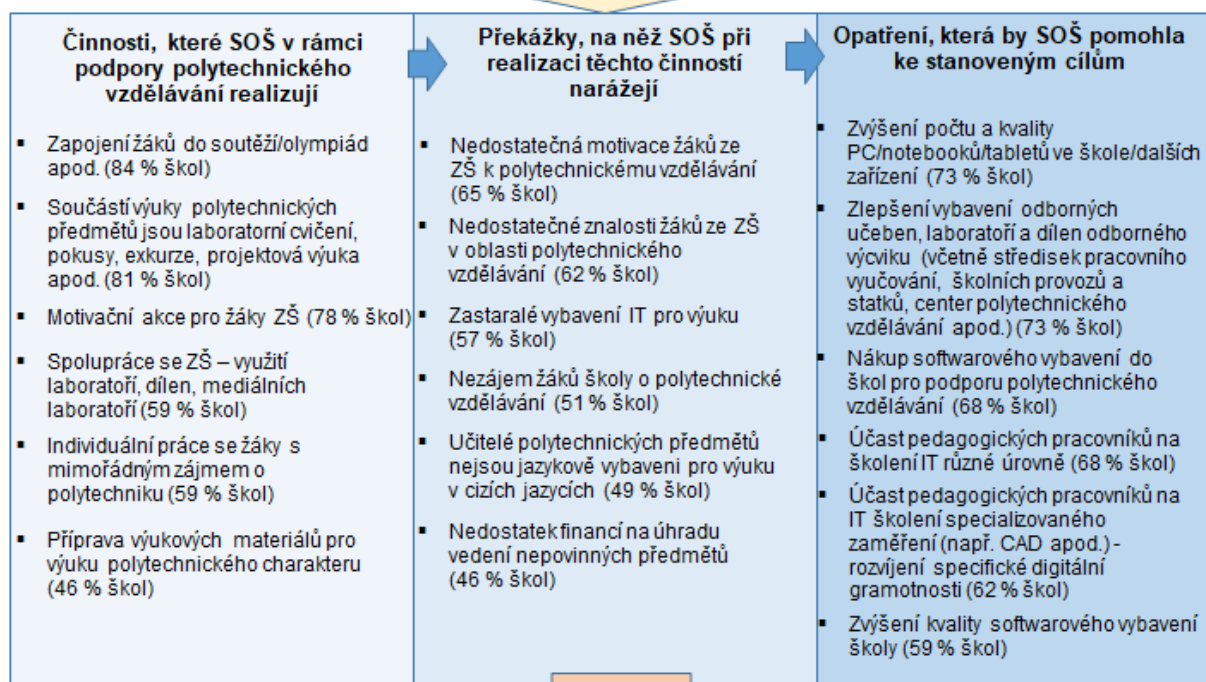 Činnosti, které SOŠ v rámci
podpory polytechnického
vzdělávání realizují
▪ Zapojení žáků do soutěží/olympiád
apod. (84 % škol)
▪ Součástí výuky polytechnických
předmětů jsou laboratorní cvičení,
pokusy, exkurze, projektová výuka
apod. (81 % škol)
▪ Motivační akce pro žáky ZŠ (78 % škol)
▪ Spolupráce se ZŠ – využití
laboratoří, dílen, mediálních
laboratoří (59 % škol)
▪ Individuální práce se žáky s
mimořádným zájmem o
polytechniku (59 % škol)
▪ Příprava výukových materiálů pro
výuku polytechnického charakteru
(46 % škol)
Překážky, na něž SOŠ při
realizaci těchto činností
narážejí
▪ Nedostatečná motivace žáků ze
ZŠ k polytechnickému vzdělávání
(65 % škol)
▪ Nedostatečné znalosti žáků ze ZŠ
v oblasti polytechnického
vzdělávání (62 % škol)
▪ Zastaralé vybavení IT pro výuku
(57 % škol)
▪ Nezájem žáků školy o polytechnické
vzdělávání (51 % škol)
▪ Učitelé polytechnických předmětů
nejsou jazykově vybaveni pro výuku
v cizích jazycích (49 % škol)
▪ Nedostatek financí na úhradu
vedení nepovinných předmětů
(46 % škol)
Opatření, která by SOŠ pomohla
ke stanoveným cílům
▪ Zvýšení počtu a kvality
PC/notebooků/tabletů ve škole/dalších
zařízení (73 % škol)
▪ Zlepšení vybavení odborných
učeben, laboratoří a dílen odborného
výcviku (včetně středisek pracovního
vyučování, školních provozů a
statků, center polytechnického
vzdělávání apod.) (73 % škol)
▪ Nákup softwarového vybavení do
škol pro podporu polytechnického
vzdělávání (68 % škol)
▪ Účast pedagogických pracovníků na
školení IT různé úrovně (68 % škol)
▪ Účast pedagogických pracovníků na
IT školení specializovaného
zaměření (např. CAD apod.) -
rozvíjení specifické digitální
gramotnosti (62 % škol)
▪ Zvýšení kvality softwarového vybavení
školy (59 % škol)